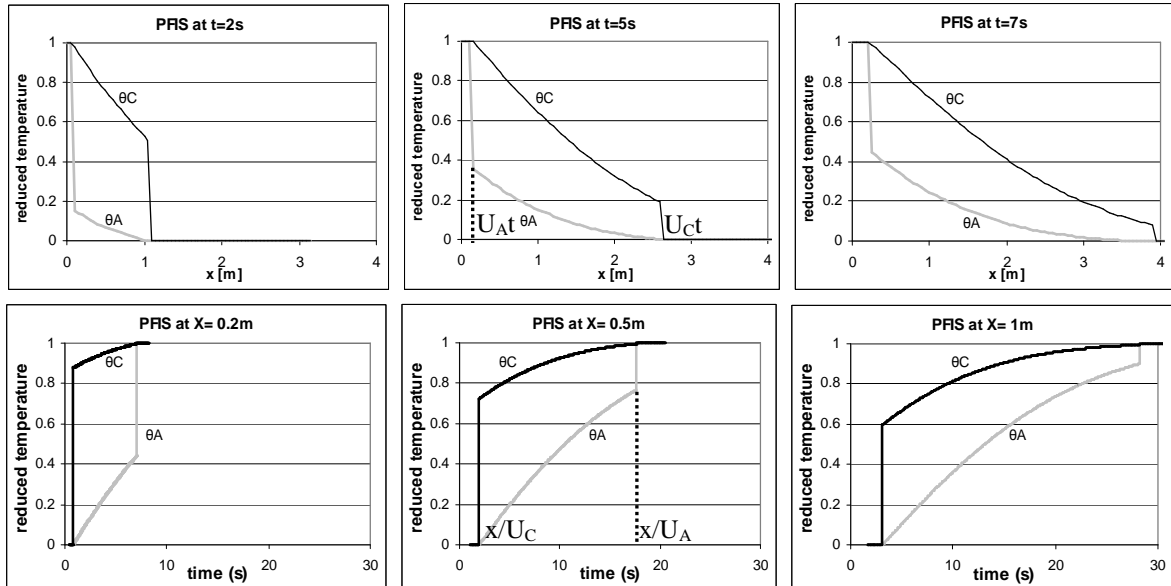 PFIS at t=2s
reduced temperature
1
0.8
0.6
0.4
0.2
0
θC
θA
0 1 2 3 4
x [m]
PFIS at t=5s
reduced temperature
1
0.8
0.6
0.4
0.2
0
θC
U_At θA
U_Ct
0 1 2 3 4
x [m]
PFIS at t=7s
reduced temperature
1
0.8
0.6
0.4
0.2
0
θC
θA
0 1 2 3 4
x [m]
PFIS at X= 0.2m
reduced temperature
1
0.8
0.6
0.4
0.2
0
θC
θA
0 10 20 30
time (s)
PFIS at X= 0.5m
reduced temperature
1
0.8
0.6
0.4
0.2
0
θC
θA
x/U_C
x/U_A
0 10 20 30
time (s)
PFIS at X= 1m
reduced temperature
1
0.8
0.6
0.4
0.2
0
θC
θA
0 10 20 30
time (s)